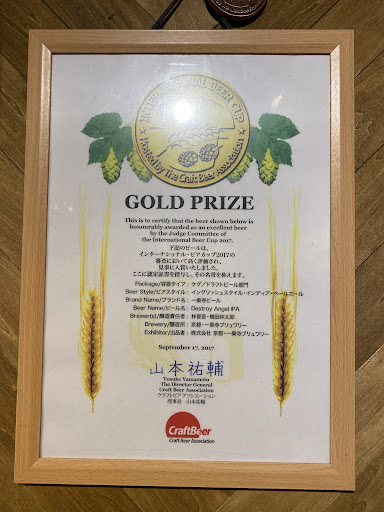 INTERNATIONAL BEER CUP
Hosted by The Craft Beer Association
GOLD PRIZE
This is to certify that the beer shown below is
honourably awarded as an excellent beer
by the Judge Committee of
the International Beer Cup 2017.
下記のビールは、
インターナショナル・ビアカップ2017の
審査において高く評価され、
見事に入賞いたしました。
ここに認定証書を授与し、その名誉を称えます。
Package/容器タイプ : ケグ/ドラフトビール部門
Beer Style/ビアスタイル : イングリッシュスタイル・インディア・ペールエール
Brand Name/ブランド名 : 一乗寺ビール
Beer Name/ビール名 : Destroy Angel IPA
Brewer(s)/醸造責任者 : 林晋吾・横田林太郎
Brewery/醸造所 : 京都・一乗寺ブリュワリー
Exhibitor/出品者 : 株式会社 京都・一乗寺ブリュワリー
September 17, 2017
山本祐輔
Yusuke Yamamoto
The Director General
Craft Beer Association
クラフトビアアソシエーション
理事長 山本祐輔
CraftBeer
Craft Beer Association